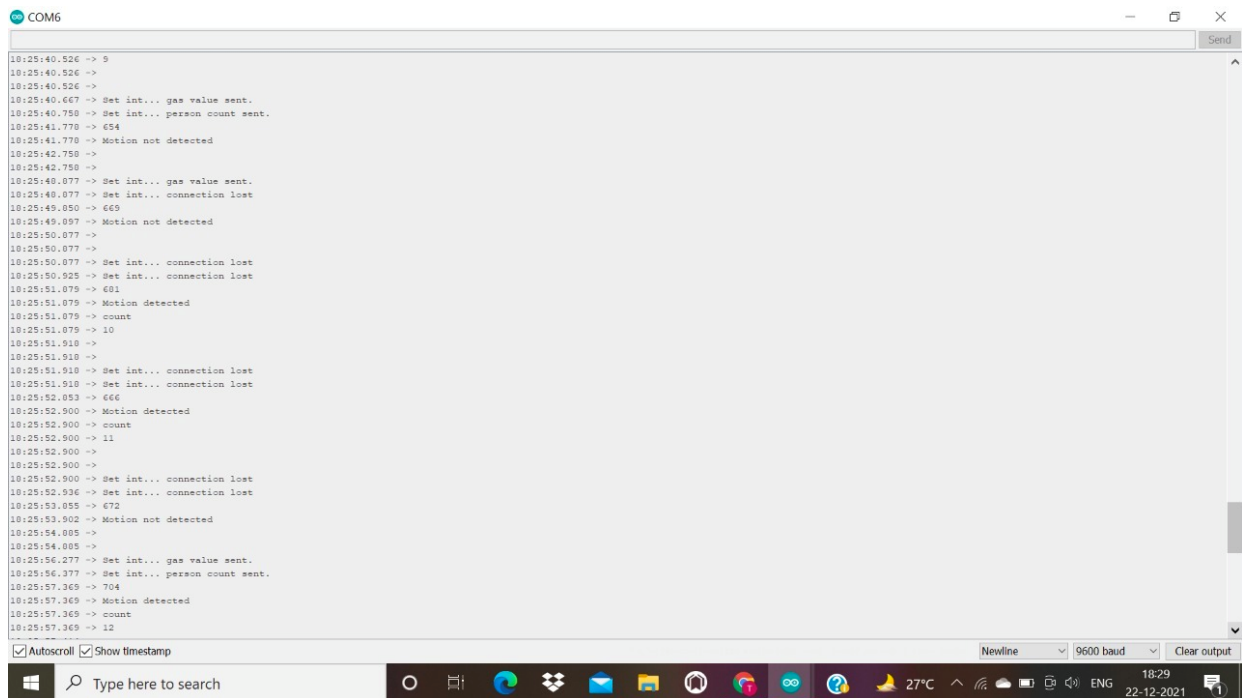 COM6
Send
18:25:40.526 -> 9
18:25:40.526 ->
18:25:40.526 ->
18:25:40.667 -> Set int... gas value sent.
18:25:40.758 -> Set int... person count sent.
18:25:41.778 -> 654
18:25:41.778 -> Motion not detected
18:25:42.758 ->
18:25:42.758 ->
18:25:48.077 -> Set int... gas value sent.
18:25:48.077 -> Set int... connection lost
18:25:49.850 -> 669
18:25:49.897 -> Motion not detected
18:25:50.877 ->
18:25:50.877 ->
18:25:50.877 -> Set int... connection lost
18:25:50.925 -> Set int... connection lost
18:25:51.879 -> 681
18:25:51.879 -> Motion detected
18:25:51.879 -> count
18:25:51.879 -> 10
18:25:51.918 ->
18:25:51.918 ->
18:25:51.918 -> Set int... connection lost
18:25:51.918 -> Set int... connection lost
18:25:52.853 -> 666
18:25:52.900 -> Motion detected
18:25:52.900 -> count
18:25:52.900 -> 11
18:25:52.900 ->
18:25:52.900 ->
18:25:52.900 -> Set int... connection lost
18:25:52.936 -> Set int... connection lost
18:25:53.855 -> 672
18:25:53.902 -> Motion not detected
18:25:54.885 ->
18:25:54.885 ->
18:25:56.277 -> Set int... gas value sent.
18:25:56.377 -> Set int... person count sent.
18:25:57.369 -> 704
18:25:57.369 -> Motion detected
18:25:57.369 -> count
18:25:57.369 -> 12
Autoscroll Show timestamp Newline 9600 baud Clear output
Type here to search 27°C ENG 18:29
22-12-2021